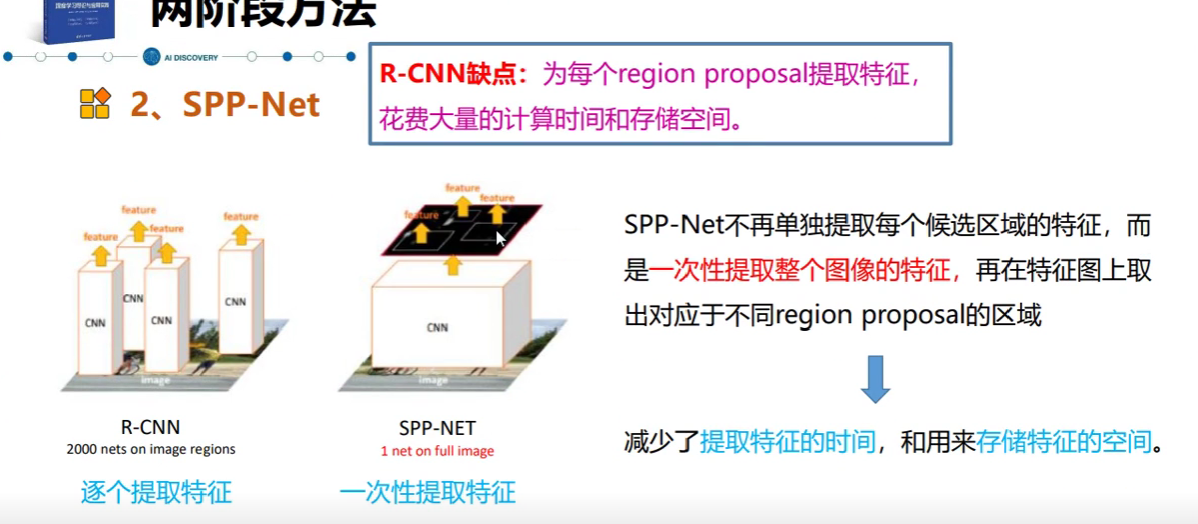 两阶段方法
AI DISCOVERY
2、SPP-Net
R-CNN缺点：为每个region proposal提取特征，
花费大量的计算时间和存储空间。
feature
feature
feature
feature
CNN
CNN
CNN
CNN
image
R-CNN
2000 nets on image regions
逐个提取特征
feature
feature
feature
CNN
image
SPP-NET
1 net on full image
一次性提取特征
SPP-Net不再单独提取每个候选区域的特征，而
是一次性提取整个图像的特征，再在特征图上取
出对应于不同region proposal的区域
减少了提取特征的时间，和用来存储特征的空间。